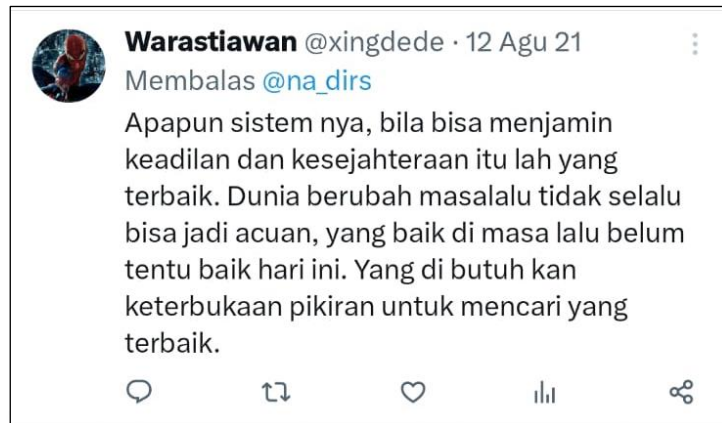 Warastiawan @xingdede · 12 Agu 21
Membalas @na_dirs
Apapun sistem nya, bila bisa menjamin
keadilan dan kesejahteraan itu lah yang
terbaik. Dunia berubah masalalu tidak selalu
bisa jadi acuan, yang baik di masa lalu belum
tentu baik hari ini. Yang di butuh kan
keterbukaan pikiran untuk mencari yang
terbaik.